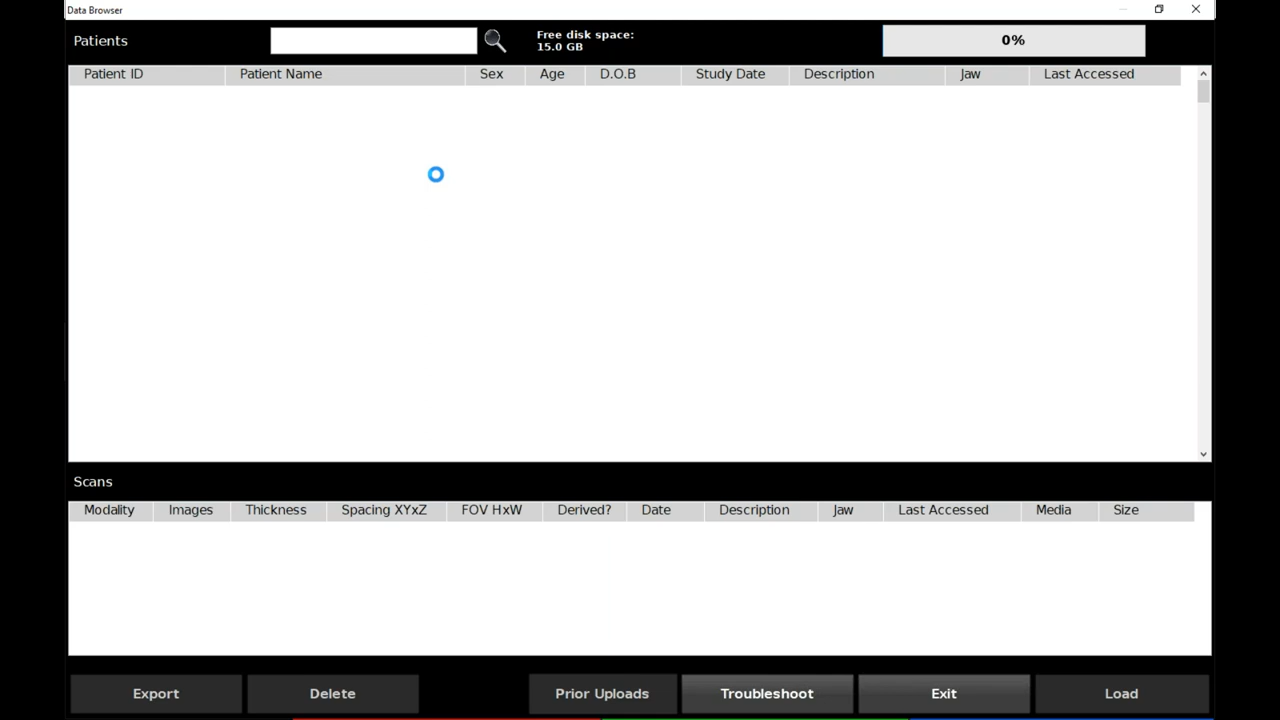 Data Browser
Patients
Free disk space:
15.0 GB
0%
Patient ID Patient Name Sex Age D.O.B Study Date Description Jaw Last Accessed
Scans
Modality Images Thickness Spacing XYxZ FOV HxW Derived? Date Description Jaw Last Accessed Media Size
Export Delete Prior Uploads Troubleshoot Exit Load